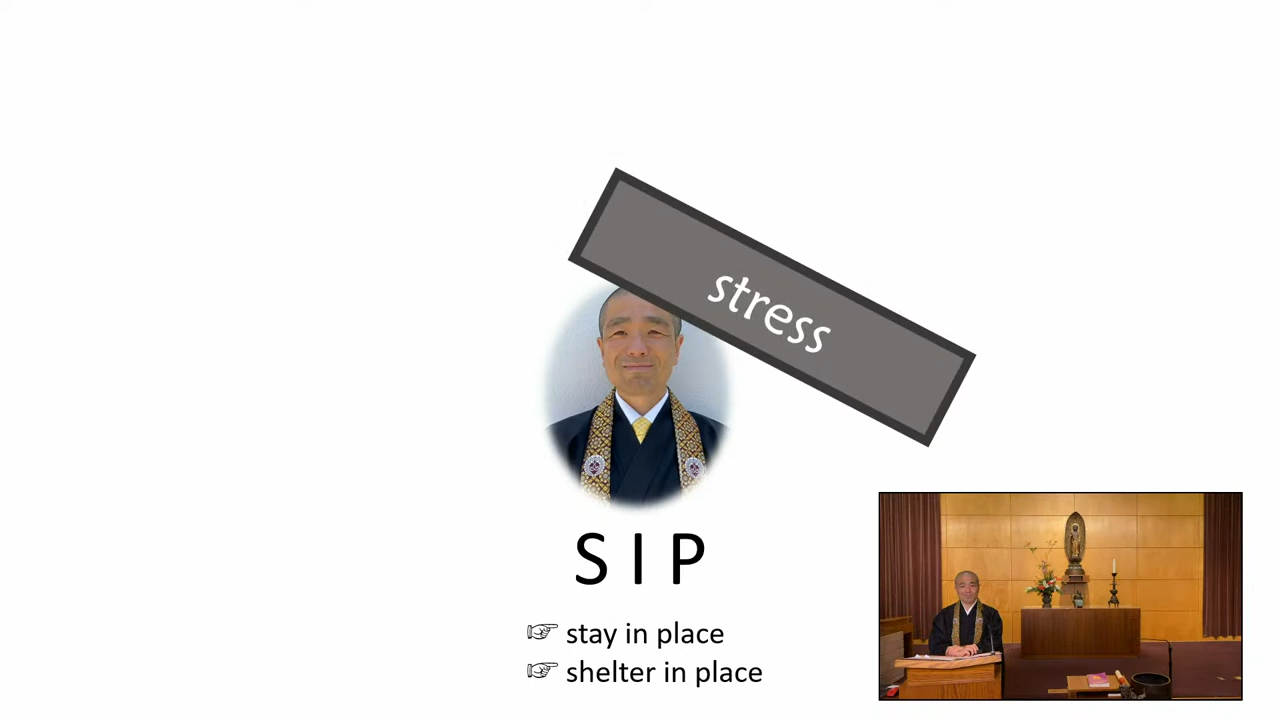 stress
S I P
☞ stay in place
☞ shelter in place